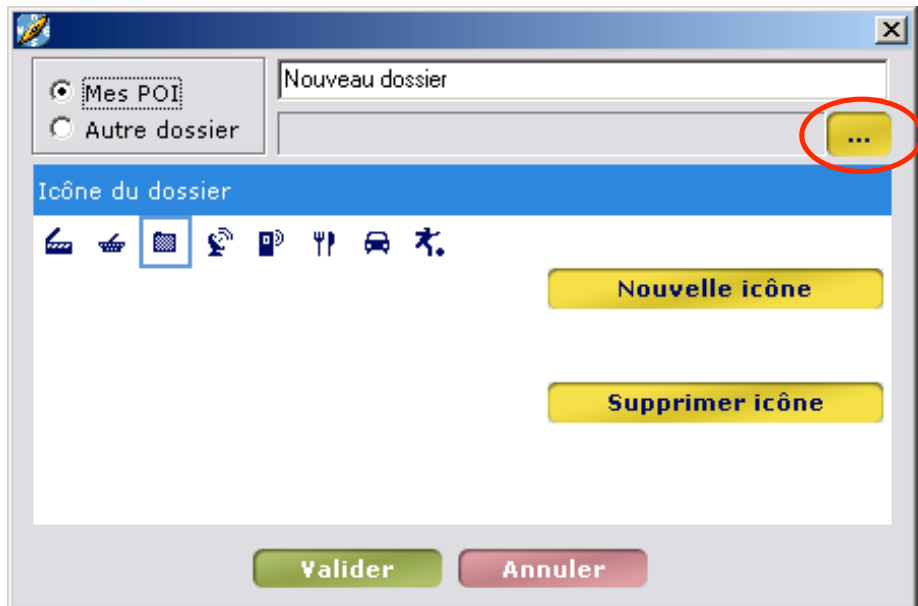 Mes POI
Nouveau dossier
Autre dossier
...
Icône du dossier
Nouvelle icône
Supprimer icône
Valider
Annuler